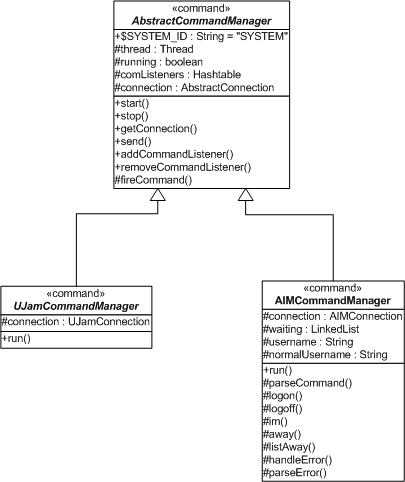 «command»
AbstractCommandManager
+$SYSTEM_ID : String = "SYSTEM"
#thread : Thread
#running : boolean
#comListeners : Hashtable
#connection : AbstractConnection
+start()
+stop()
+getConnection()
+send()
+addCommandListener()
+removeCommandListener()
#fireCommand()
«command»
UJamCommandManager
#connection : UJamConnection
+run()
«command»
AIMCommandManager
#connection : AIMConnection
#waiting : LinkedList
#username : String
#normalUsername : String
+run()
#parseCommand()
#logon()
#logoff()
#im()
#away()
#listAway()
#handleError()
#parseError()